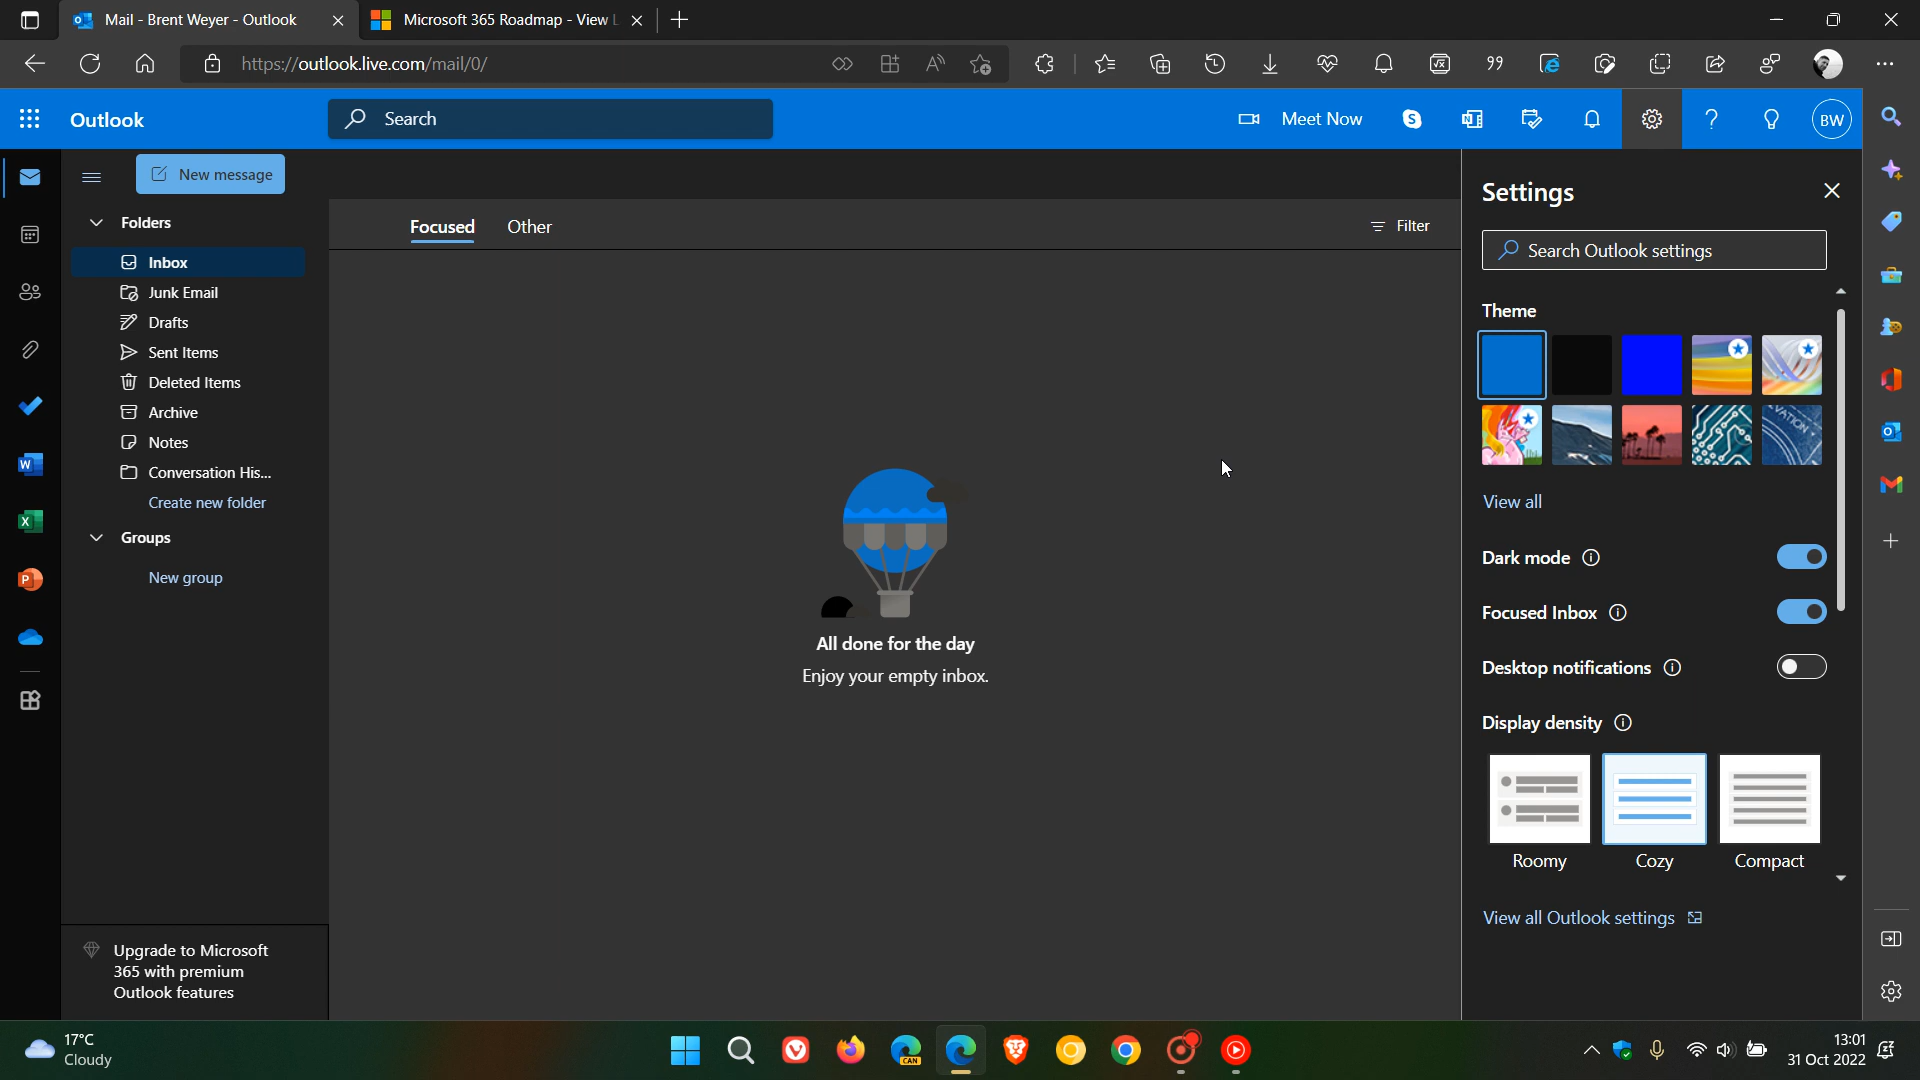 Mail - Brent Weyer - Outlook
Microsoft 365 Roadmap - View
https://outlook.live.com/mail/0/
Outlook
Search
Meet Now
BW
New message
Folders
Inbox
Junk Email
Drafts
Sent Items
Deleted Items
Archive
Notes
Conversation His...
Create new folder
Groups
New group
Upgrade to Microsoft
365 with premium
Outlook features
Focused
Other
Filter
All done for the day
Enjoy your empty inbox.
Settings
Search Outlook settings
Theme
View all
Dark mode
Focused Inbox
Desktop notifications
Display density
Roomy
Cozy
Compact
View all Outlook settings
17°C
Cloudy
CAN
13:01
31 Oct 2022